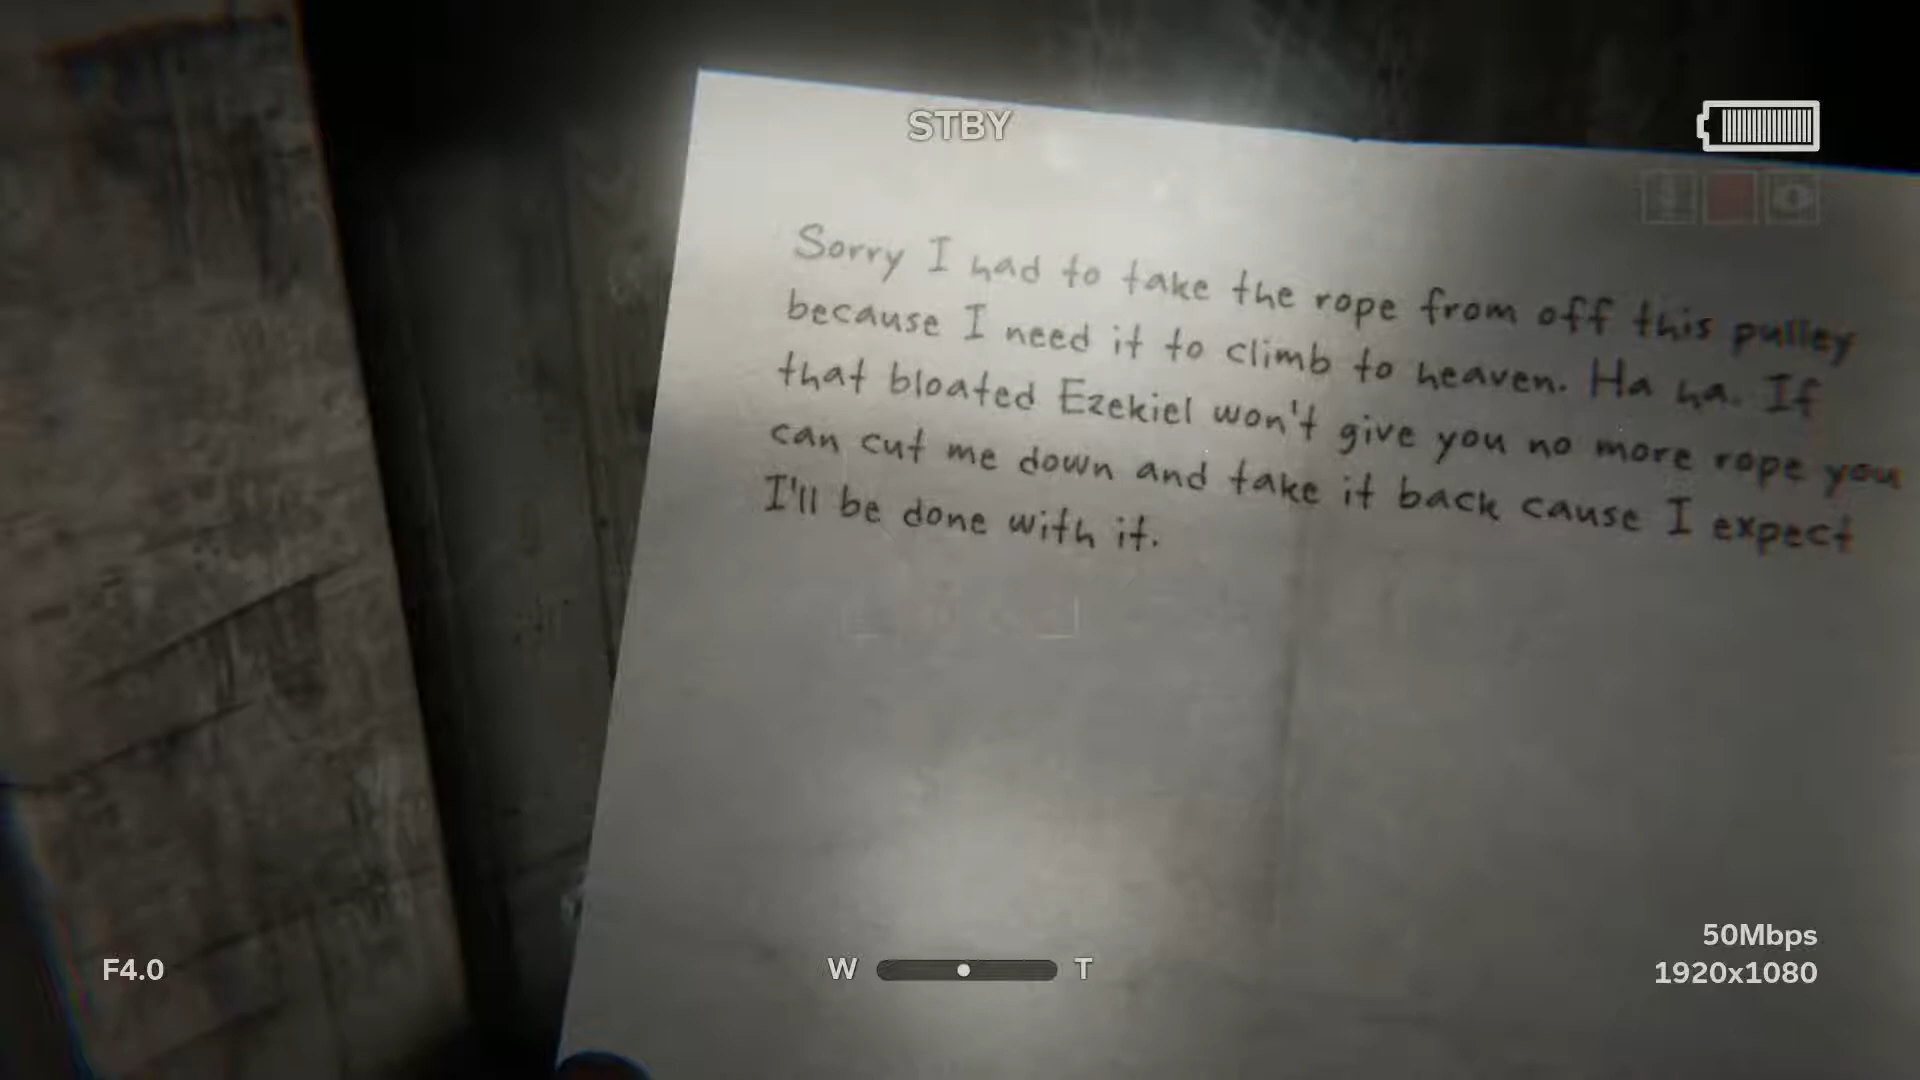 STBY
Sorry I had to take the rope from off this pulley
because I need it to climb to heaven. Ha ha. If
that bloated Ezekiel won't give you no more rope you
can cut me down and take it back cause I expect
I'll be done with it.
50Mbps
F4.0
W T
1920x1080